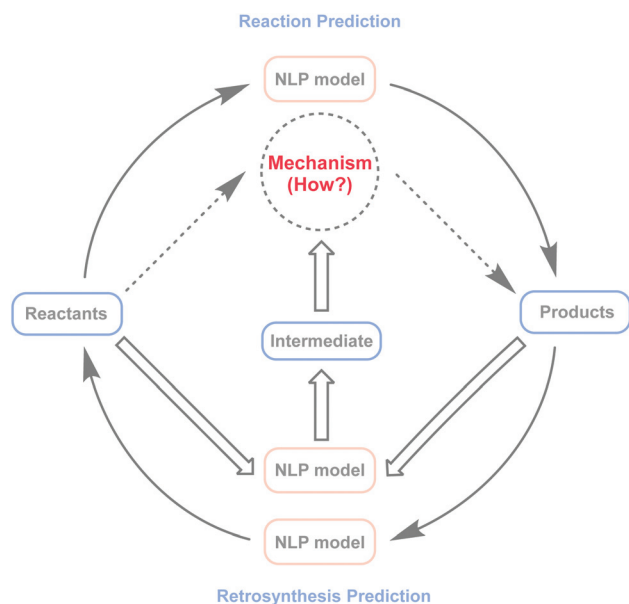 Reaction Prediction
NLP model
Mechanism
(How?)
Reactants
Products
Intermediate
NLP model
NLP model
Retrosynthesis Prediction